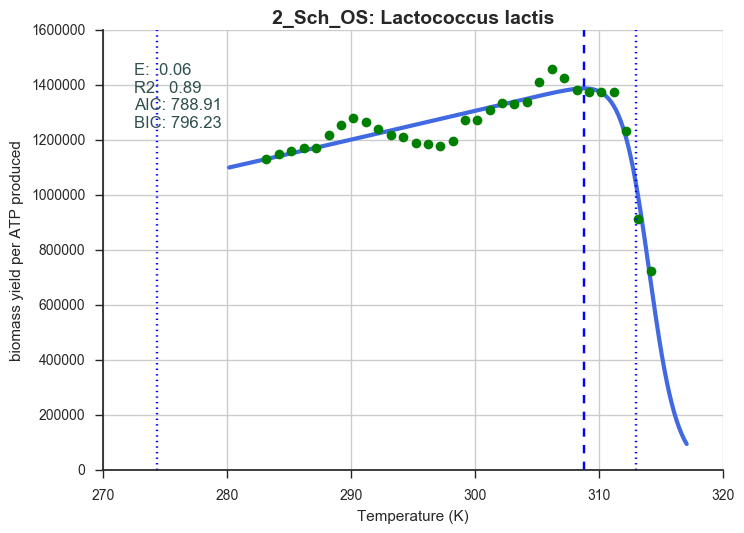 2_Sch_OS: Lactococcus lactis
1600000
1400000
1200000
1000000
800000
600000
400000
200000
0
biomass yield per ATP produced
E: 0.06
R2: 0.89
AIC: 788.91
BIC: 796.23
270 280 290 300 310 320
Temperature (K)